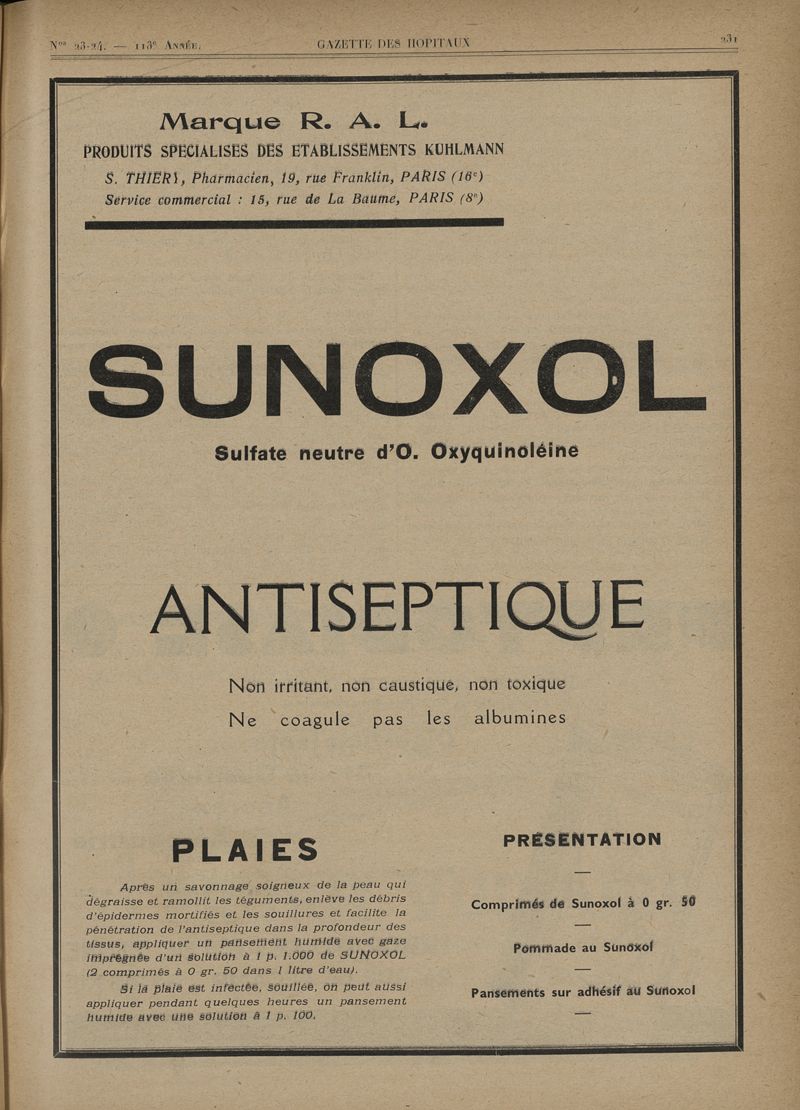 Nos 23-24. — 113e Année.
GAZETTE DES HOPITAUX
231
Marque R. A. L.
PRODUITS SPECIALISES DES ETABLISSEMENTS KUHLMANN
S. THIERY, Pharmacien, 19, rue Franklin, PARIS (16e)
Service commercial : 15, rue de La Baume, PARIS (8e)
SUNOXOL
Sulfate neutre d'O. Oxyquinoléine
ANTISEPTIQUE
Non irritant, non caustique, non toxique
Ne coagule pas les albumines
PLAIES
Après un savonnage soigneux de la peau qui
dégraisse et ramollit les téguments, enlève les débris
d'épidermes mortifiés et les souillures et facilite la
pénétration de l'antiseptique dans la profondeur des
tissus, appliquer un pansement humide avec gaze
imprégnée d'un solution à 1 p. 1.000 de SUNOXOL
(2 comprimés à 0 gr. 50 dans 1 litre d'eau).
Si la plaie est infectée, souillée, on peut aussi
appliquer pendant quelques heures un pansement
humide avec une solution à 1 p. 100.
PRÉSENTATION
Comprimés de Sunoxol à 0 gr. 50
Pommade au Sunoxol
Pansements sur adhésif au Sunoxol